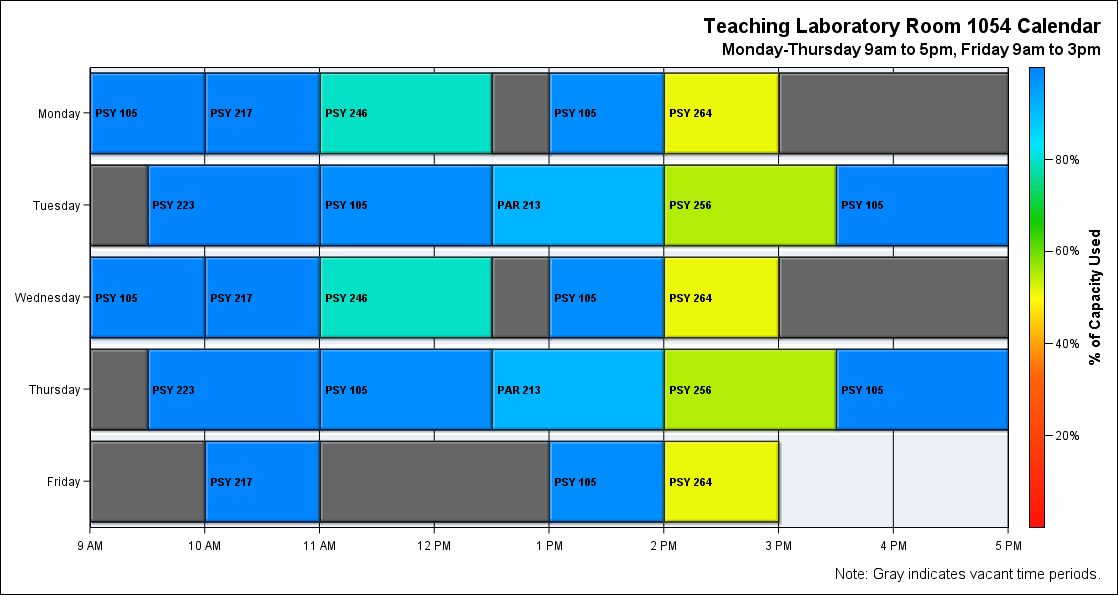 Teaching Laboratory Room 1054 Calendar
Monday-Thursday 9am to 5pm, Friday 9am to 3pm
Monday PSY 105 PSY 217 PSY 246 PSY 105 PSY 264
80%
Tuesday PSY 223 PSY 105 PAR 213 PSY 256 PSY 105
60%
% of Capacity Used
Wednesday PSY 105 PSY 217 PSY 246 PSY 105 PSY 264
40%
Thursday PSY 223 PSY 105 PAR 213 PSY 256 PSY 105
20%
Friday PSY 217 PSY 105 PSY 264
9 AM 10 AM 11 AM 12 PM 1 PM 2 PM 3 PM 4 PM 5 PM
Note: Gray indicates vacant time periods.